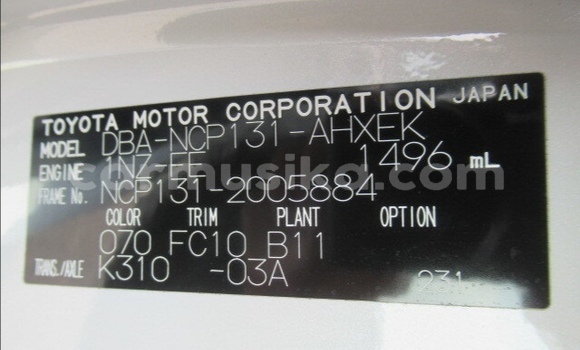 TOYOTA MOTOR CORPORATION JAPAN
MODEL DBA-NCP131-AHXEK
ENGINE 1NZ-FE 1496 mL
FRAME No. NCP131-2005884
COLOR TRIM PLANT OPTION
070 FC10 B11
TRANS./AXLE K310 -03A 931